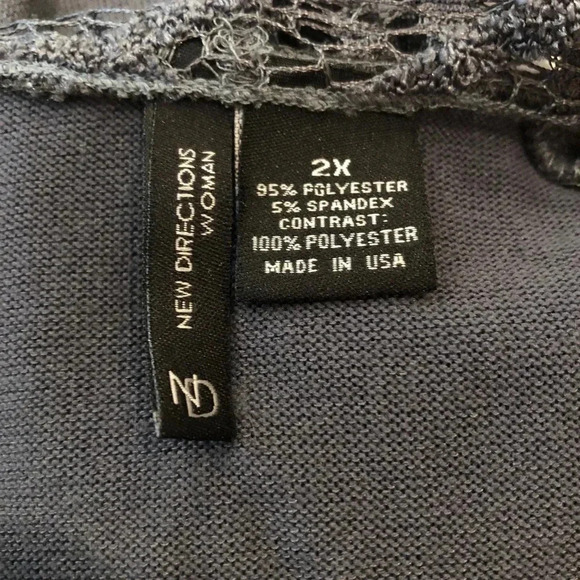 NEW DIRECTIONS
WOMAN
ND
2X
95% POLYESTER
5% SPANDEX
CONTRAST:
100% POLYESTER
MADE IN USA